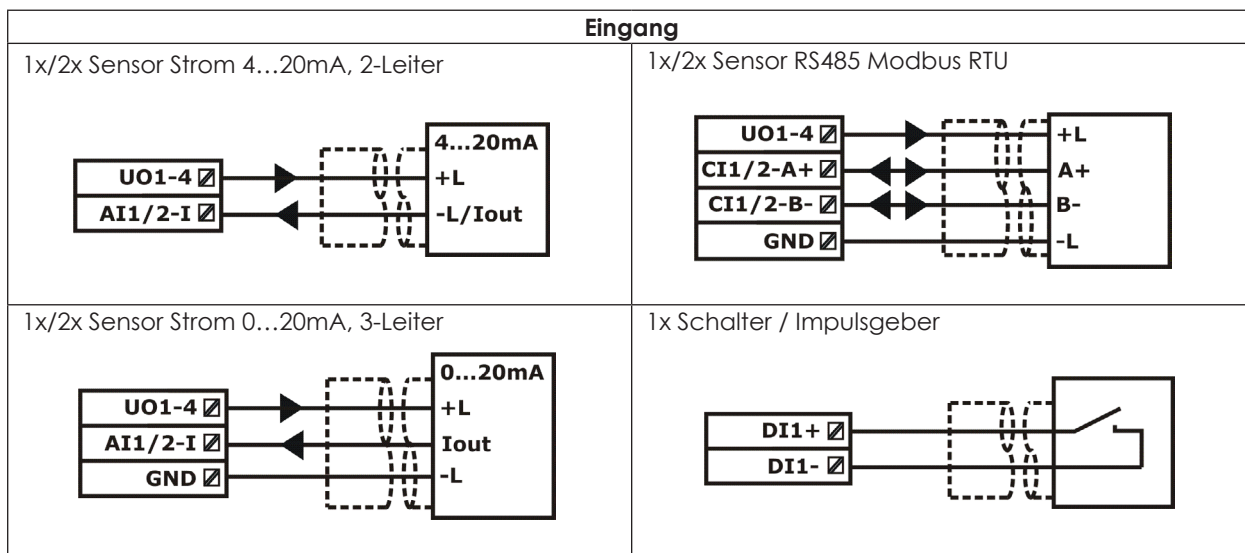 Eingang
1x/2x Sensor Strom 4...20mA, 2-Leiter
4...20mA
UO1-4
+L
AI1/2-I
-L/Iout
1x/2x Sensor RS485 Modbus RTU
UO1-4
+L
CI1/2-A+
A+
CI1/2-B-
B-
GND
-L
1x/2x Sensor Strom 0...20mA, 3-Leiter
0...20mA
UO1-4
+L
AI1/2-I
Iout
GND
-L
1x Schalter / Impulsgeber
DI1+
DI1-